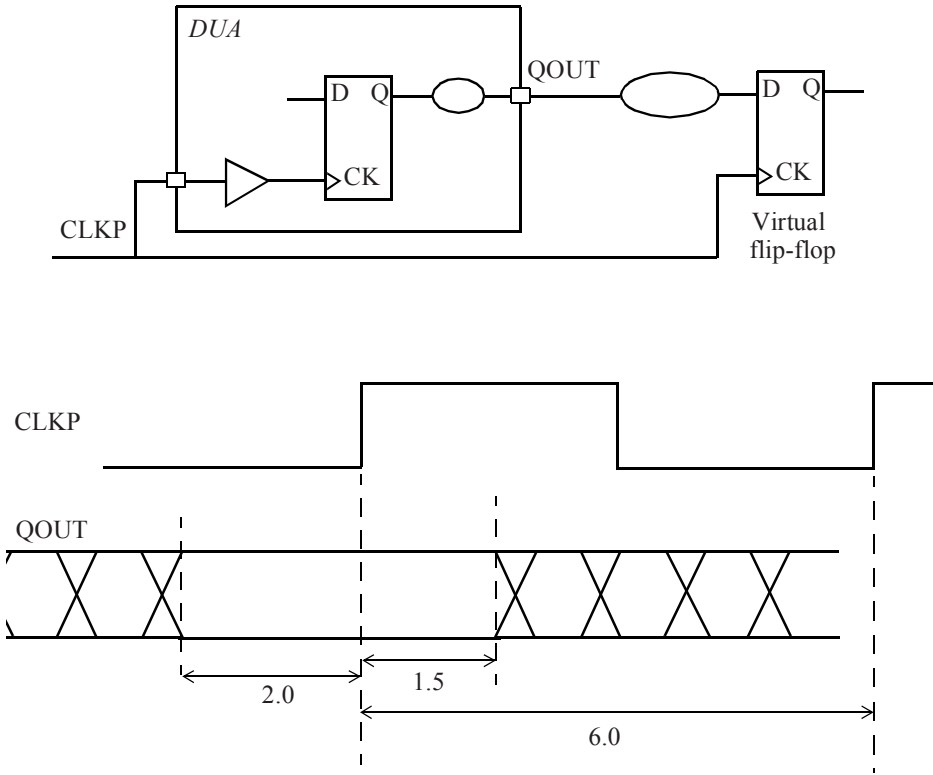 DUA
QOUT
D Q
D Q
CK
CK
CLKP
Virtual
flip-flop
CLKP
QOUT
2.0
1.5
6.0